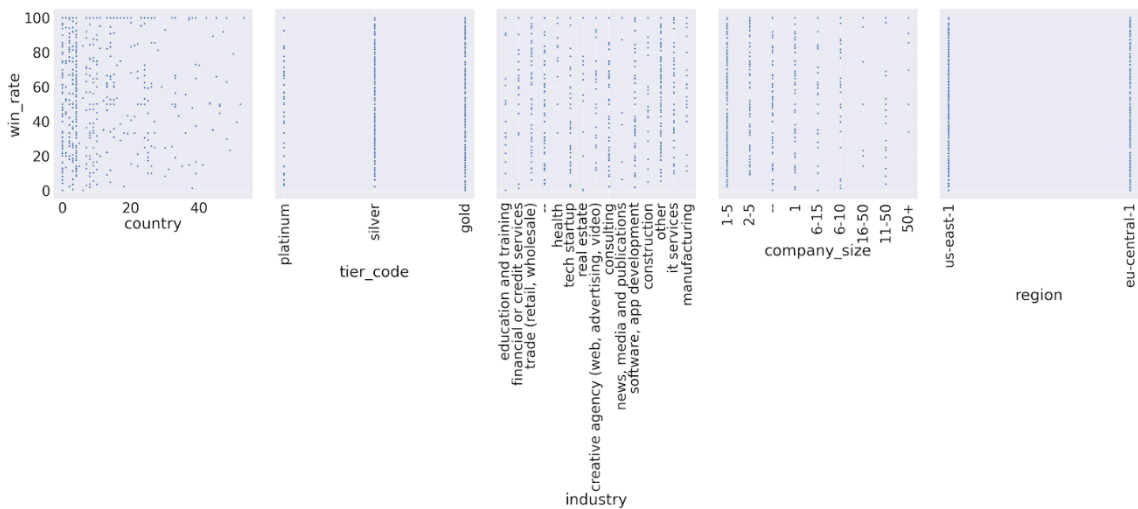 win_rate
100
80
60
40
20
0
0 20 40
country
platinum
silver
gold
tier_code
education and training
financial or credit services
trade (retail, wholesale)
--
health
tech startup
real estate
creative agency (web, advertising, video)
consulting
news, media and publications
software, app development
construction
other
it services
manufacturing
industry
1-5
2-5
--
1
6-15
6-10
16-50
11-50
50+
company_size
us-east-1
eu-central-1
region